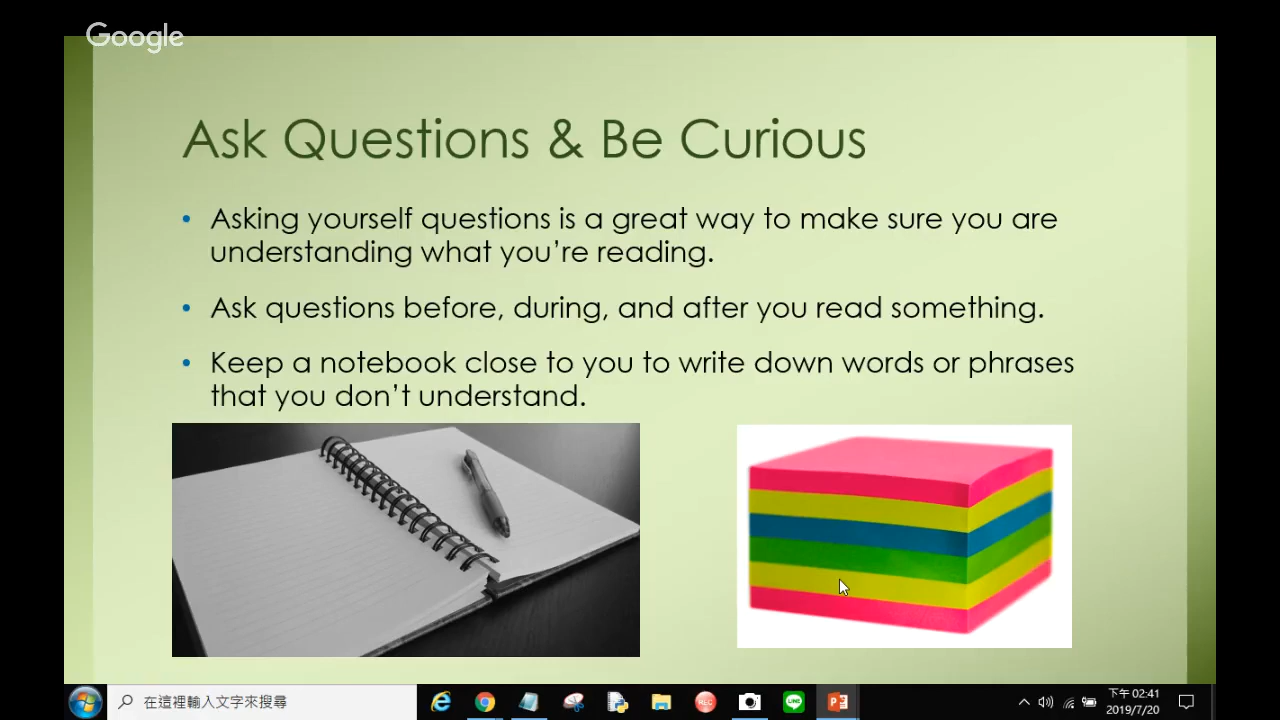 Google
Ask Questions & Be Curious
• Asking yourself questions is a great way to make sure you are
understanding what you’re reading.
• Ask questions before, during, and after you read something.
• Keep a notebook close to you to write down words or phrases
that you don’t understand.
在這裡輸入文字來搜尋
REC
LINE
下午 02:41
2019/7/20